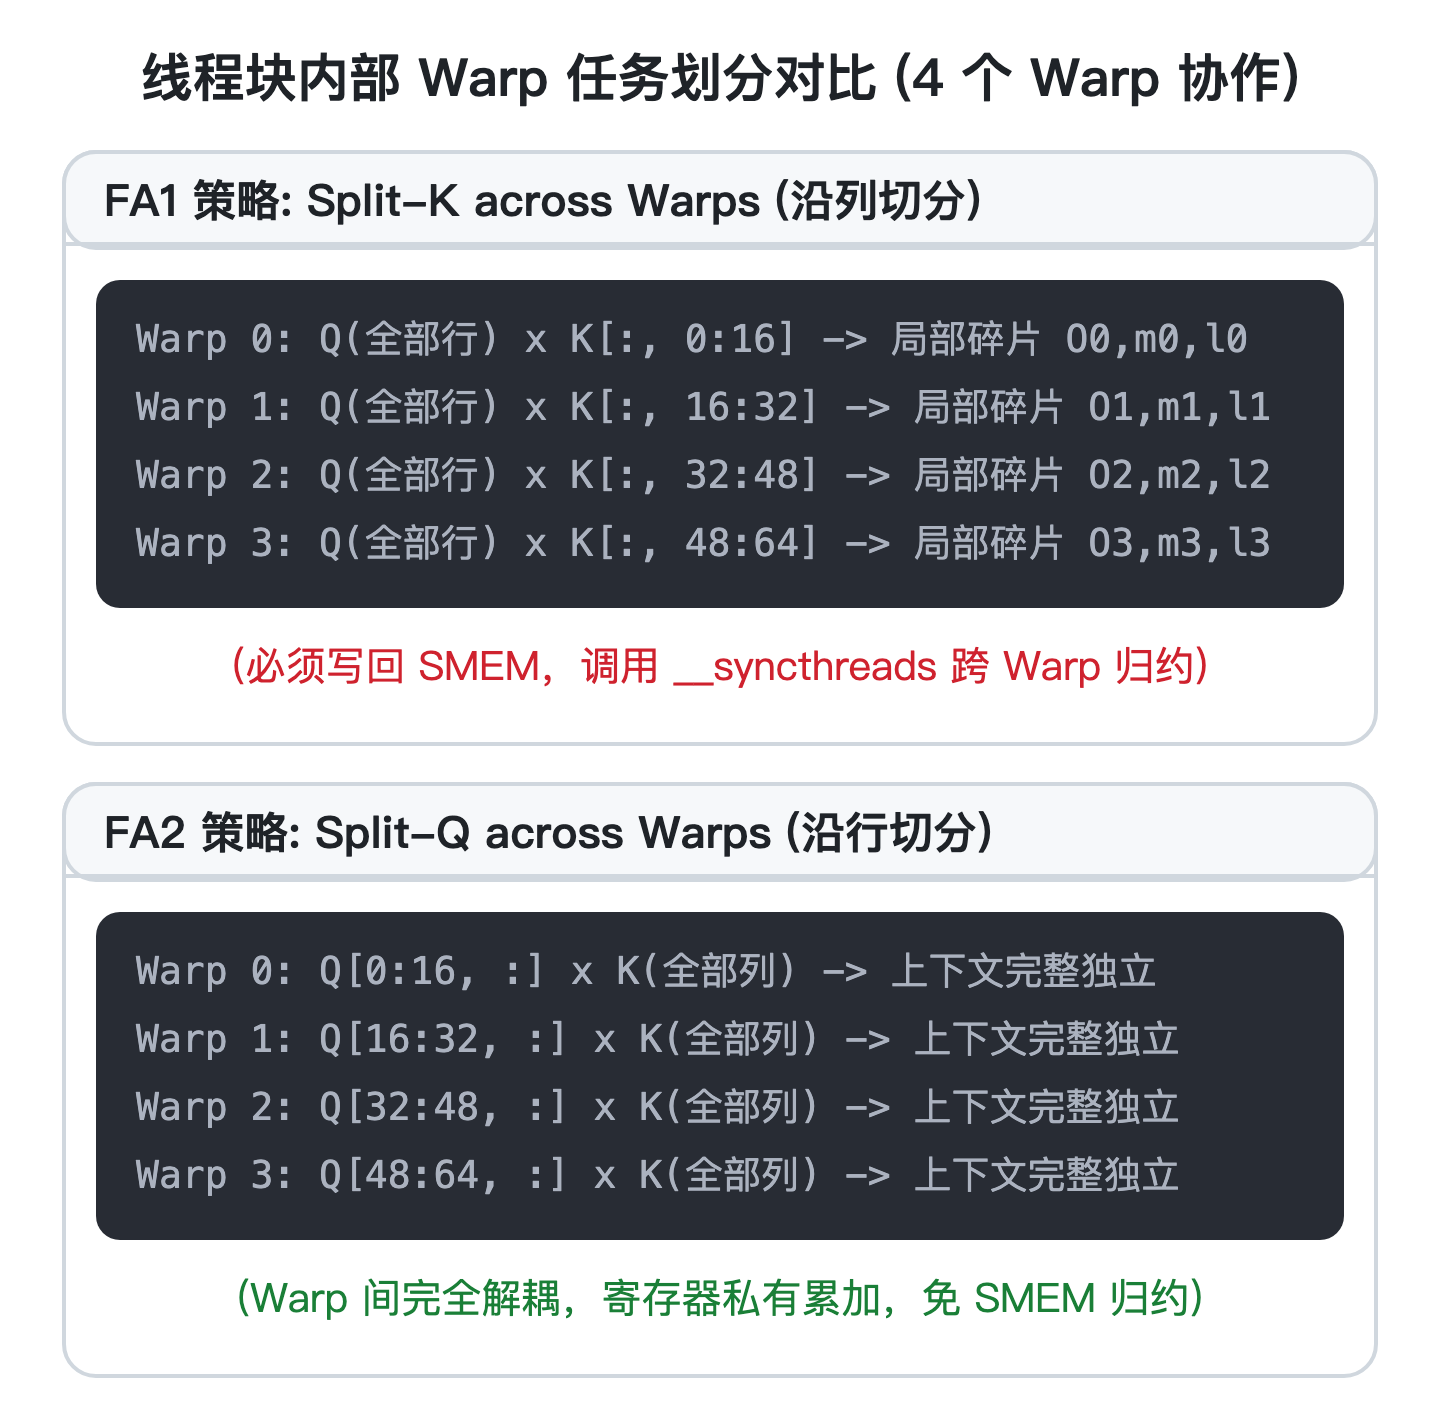 线程块内部 Warp 任务划分对比 (4 个 Warp 协作)
FA1 策略: Split-K across Warps (沿列切分)
Warp 0: Q(全部行) x K[:, 0:16] -> 局部碎片 O0,m0,l0
Warp 1: Q(全部行) x K[:, 16:32] -> 局部碎片 O1,m1,l1
Warp 2: Q(全部行) x K[:, 32:48] -> 局部碎片 O2,m2,l2
Warp 3: Q(全部行) x K[:, 48:64] -> 局部碎片 O3,m3,l3
(必须写回 SMEM，调用 __syncthreads 跨 Warp 归约)
FA2 策略: Split-Q across Warps (沿行切分)
Warp 0: Q[0:16, :] x K(全部列) -> 上下文完整独立
Warp 1: Q[16:32, :] x K(全部列) -> 上下文完整独立
Warp 2: Q[32:48, :] x K(全部列) -> 上下文完整独立
Warp 3: Q[48:64, :] x K(全部列) -> 上下文完整独立
(Warp 间完全解耦，寄存器私有累加，免 SMEM 归约)